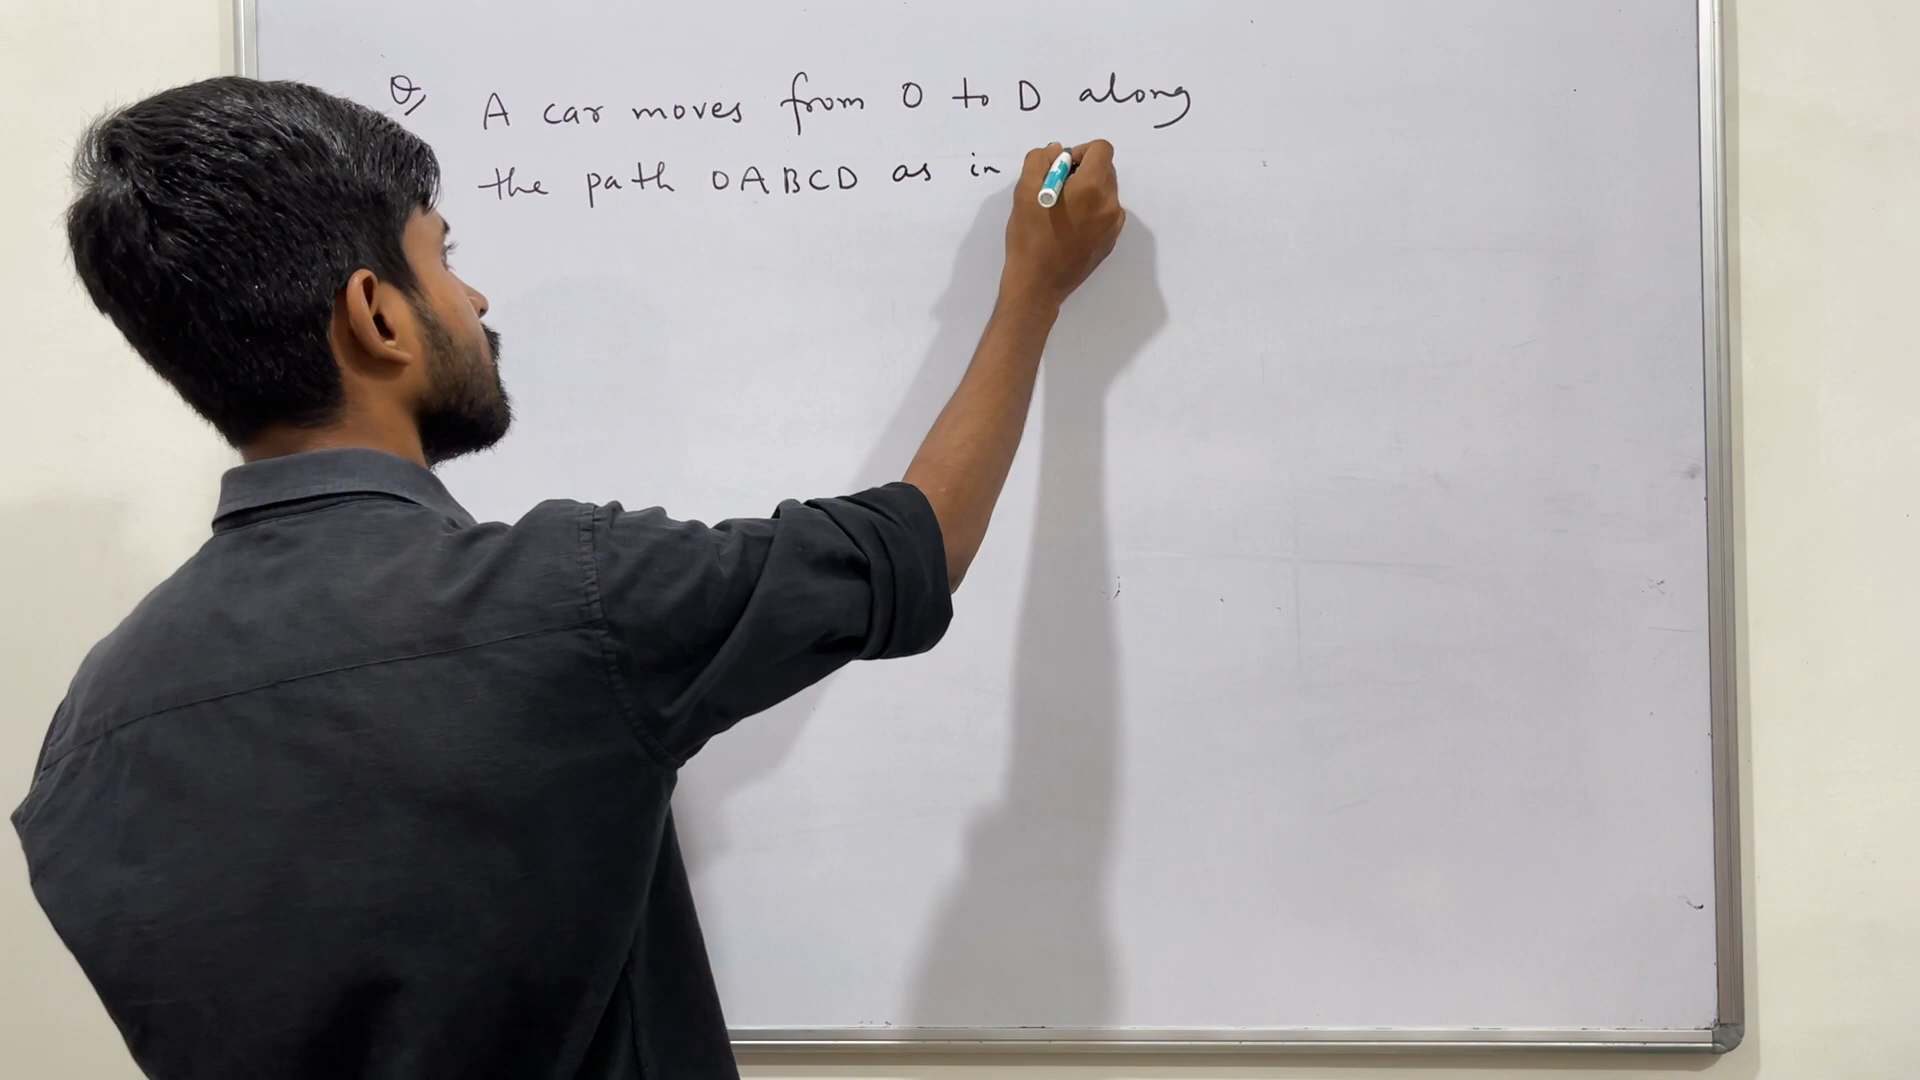 Q, A car moves from O to D along
the path OABCD as in